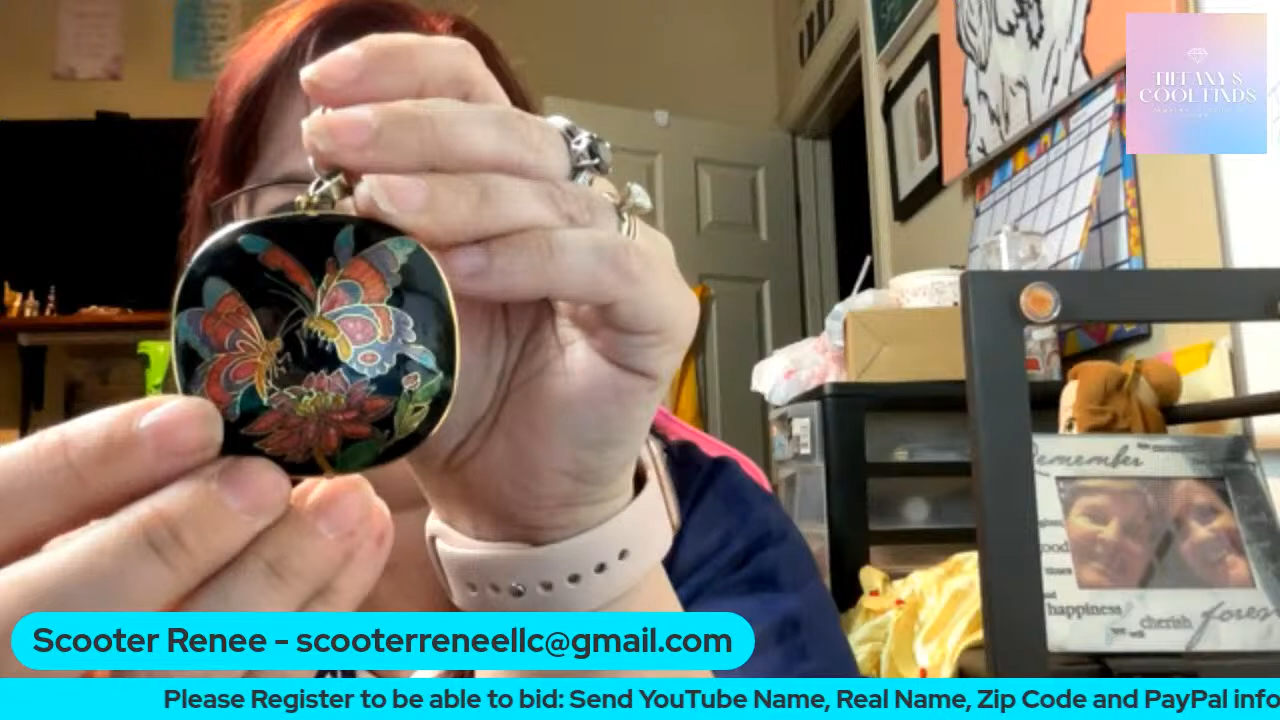 TIFFANY'S
COOL FINDS
Remember
good
times
happiness
cherish forever
Scooter Renee - scooterreneellc@gmail.com
Please Register to be able to bid: Send YouTube Name, Real Name, Zip Code and PayPal info